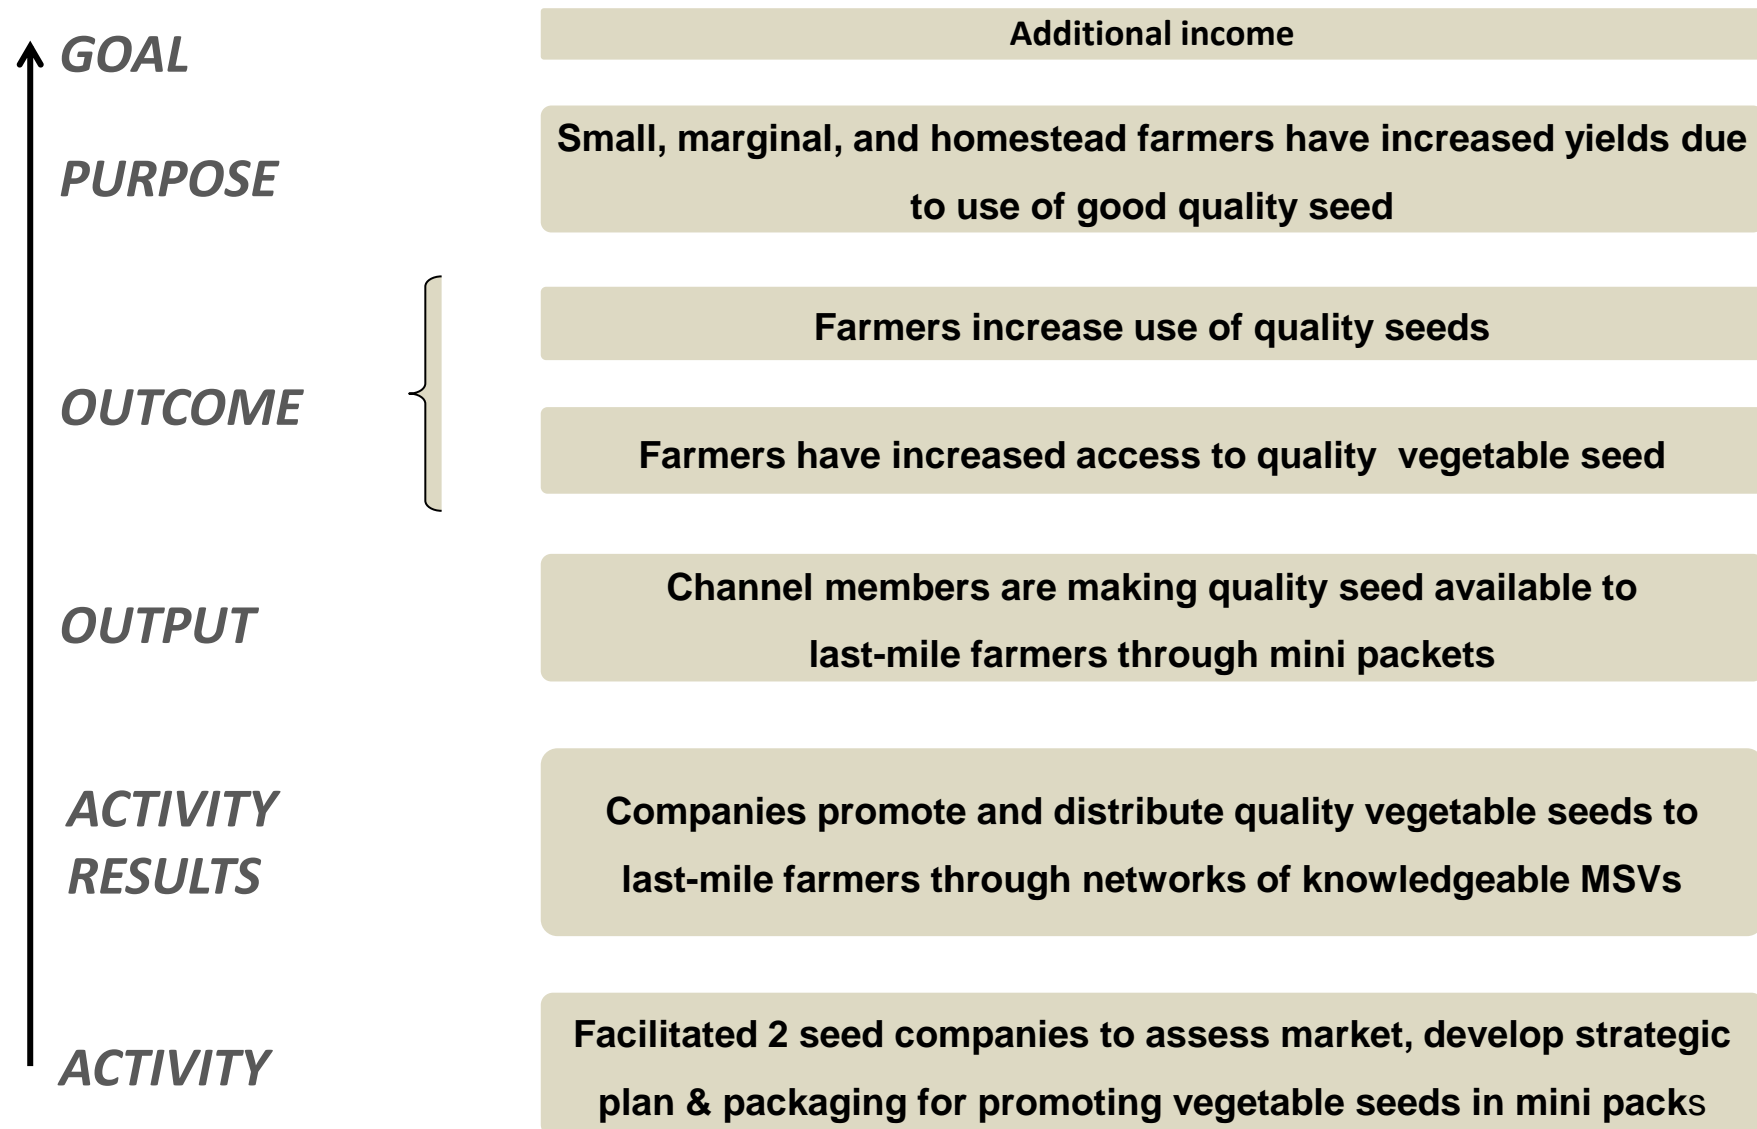 GOAL
Additional income
PURPOSE
Small, marginal, and homestead farmers have increased yields due
to use of good quality seed
OUTCOME
Farmers increase use of quality seeds
Farmers have increased access to quality  vegetable seed
OUTPUT
Channel members are making quality seed available to
last-mile farmers through mini packets
ACTIVITY
RESULTS
Companies promote and distribute quality vegetable seeds to
last-mile farmers through networks of knowledgeable MSVs
ACTIVITY
Facilitated 2 seed companies to assess market, develop strategic
plan & packaging for promoting vegetable seeds in mini packs